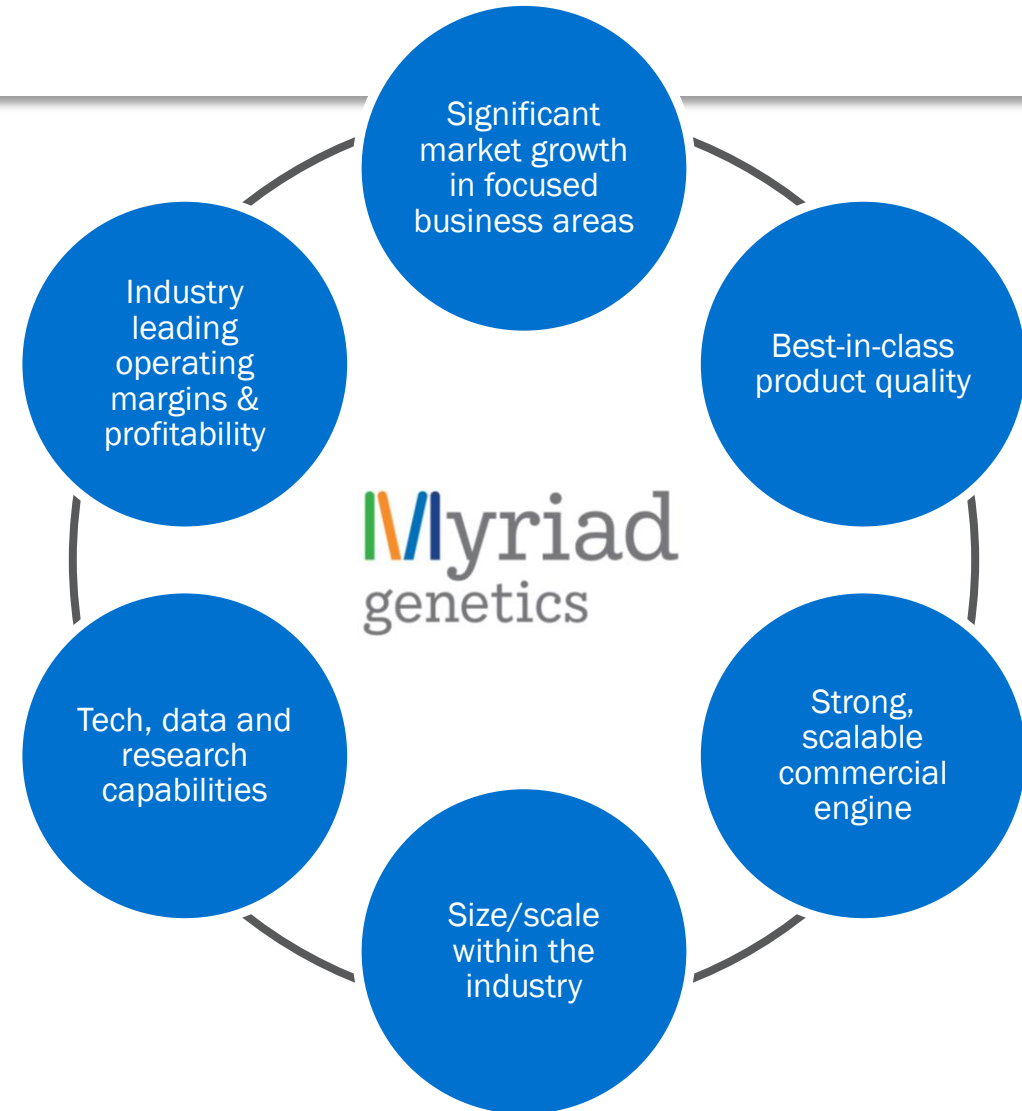 Significant
market growth
in focused
business areas
Best-in-class
product quality
Strong,
scalable
commercial
engine
Size/scale
within the
industry
Tech, data and
research
capabilities
Industry
leading
operating
margins &
profitability
Myriad
genetics